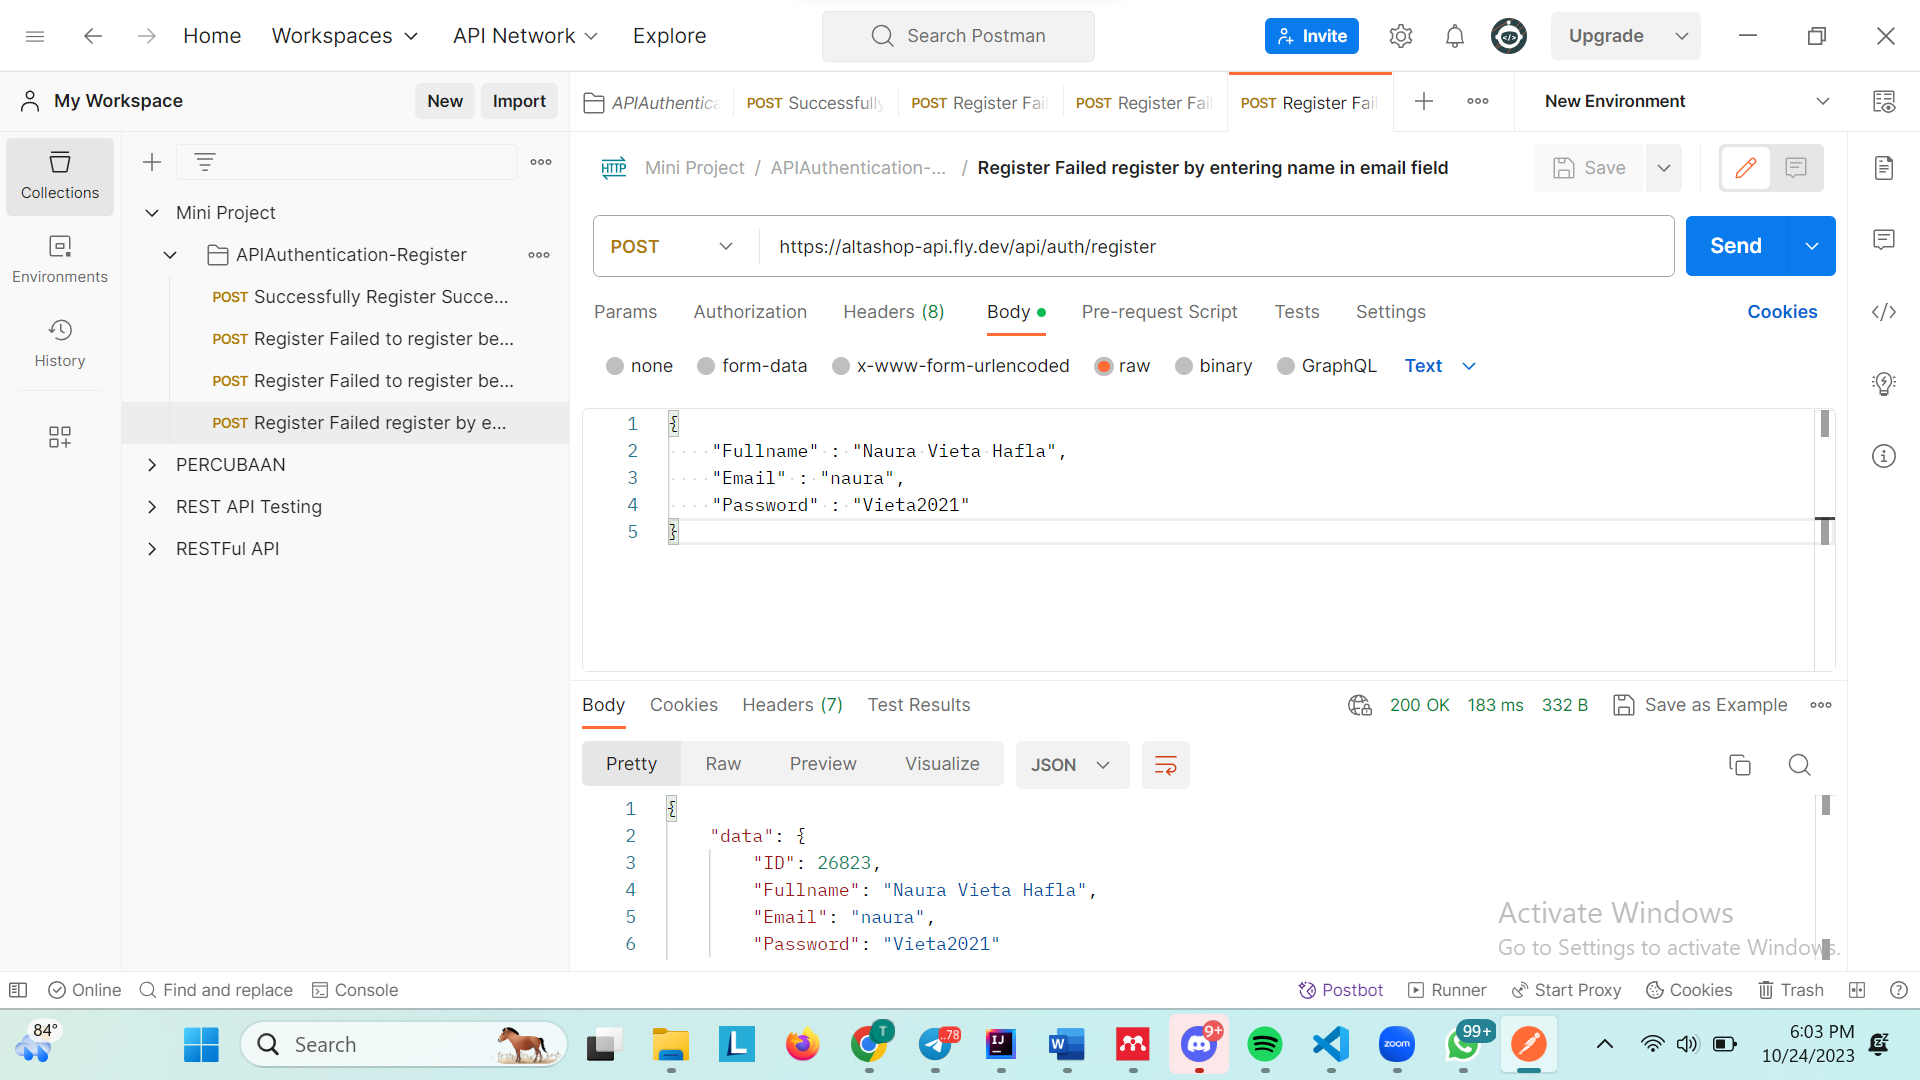 Home
Workspaces
API Network
Explore
Search Postman
Invite
Upgrade
My Workspace
New
Import
APIAuthentica
POST Successfully
POST Register Fai
POST Register Fai
POST Register Fai
New Environment
Collections
Environments
History
Mini Project
APIAuthentication-Register
POST Successfully Register Succe...
POST Register Failed to register be...
POST Register Failed to register be...
POST Register Failed register by e...
PERCUBAAN
REST API Testing
RESTFul API
HTTP Mini Project / APIAuthentication-... / Register Failed register by entering name in email field
Save
POST
https://altashop-api.fly.dev/api/auth/register
Send
Params Authorization Headers (8) Body Pre-request Script Tests Settings Cookies
none form-data x-www-form-urlencoded raw binary GraphQL Text
1 {
2 "Fullname" : "Naura Vieta Hafla",
3 "Email" : "naura",
4 "Password" : "Vieta2021"
5 }
Body Cookies Headers (7) Test Results
200 OK 183 ms 332 B Save as Example
Pretty Raw Preview Visualize JSON
1 {
2 "data": {
3 "ID": 26823,
4 "Fullname": "Naura Vieta Hafla",
5 "Email": "naura",
6 "Password": "Vieta2021"
Activate Windows
Go to Settings to activate Windows.
Online Find and replace Console
Postbot Runner Start Proxy Cookies Trash
84°
Search
L
T
..78
IJ
W
9+
zoom
99+
6:03 PM
10/24/2023